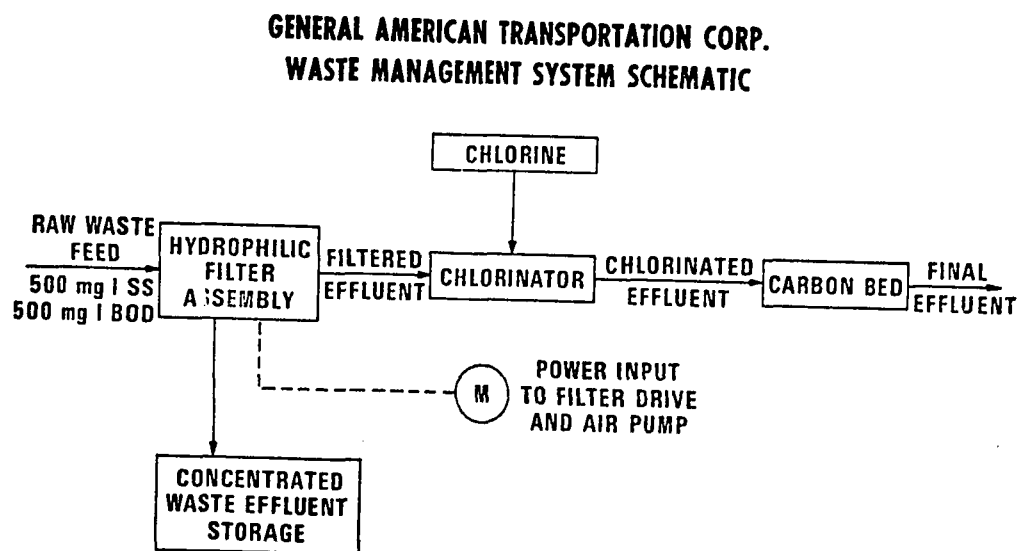 GENERAL AMERICAN TRANSPORTATION CORP.
WASTE MANAGEMENT SYSTEM SCHEMATIC
CHLORINE
RAW WASTE
FEED
500 mg l SS
500 mg l BOD
HYDROPHILIC
FILTER
ASSEMBLY
FILTERED
EFFLUENT
CHLORINATOR
CHLORINATED
EFFLUENT
CARBON BED
FINAL
EFFLUENT
M
POWER INPUT
TO FILTER DRIVE
AND AIR PUMP
CONCENTRATED
WASTE EFFLUENT
STORAGE